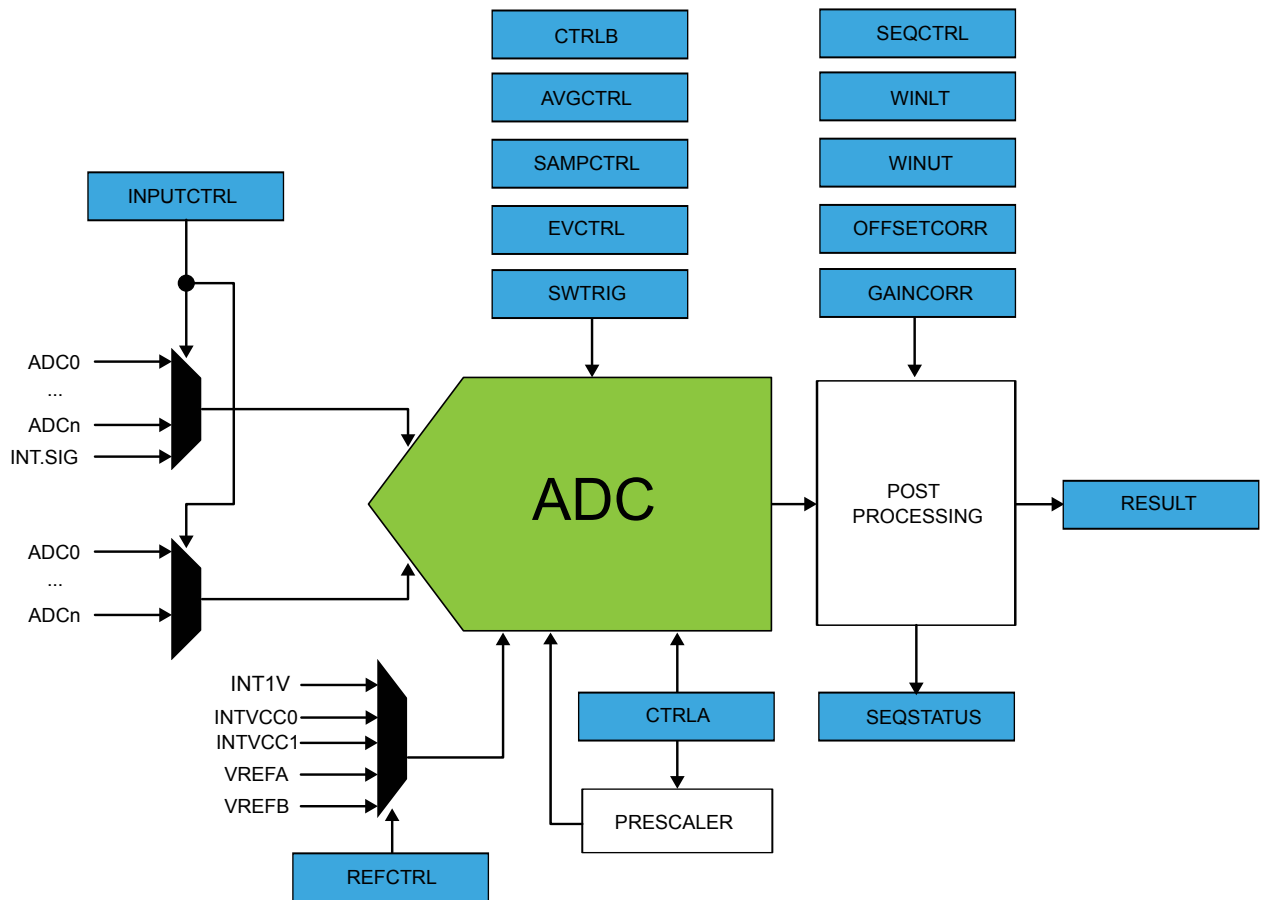 CTRLB
SEQCTRL
AVGCTRL
WINLT
SAMPCTRL
WINUT
INPUTCTRL
EVCTRL
OFFSETCORR
SWTRIG
GAINCORR
ADC0
...
ADCn
INT.SIG
ADC
POST
PROCESSING
RESULT
ADC0
...
ADCn
INT1V
INTVCC0
INTVCC1
VREFA
VREFB
CTRLA
SEQSTATUS
PRESCALER
REFCTRL